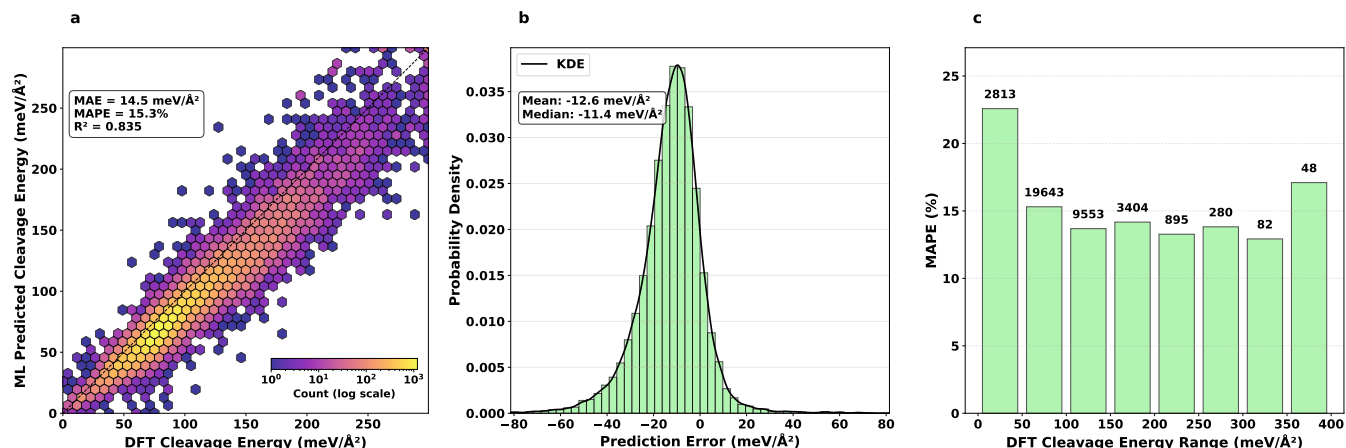 a
ML Predicted Cleavage Energy (meV/Å²)
250
200
150
100
50
0
MAE = 14.5 meV/Å²
MAPE = 15.3%
R² = 0.835
10⁰ 10¹ 10² 10³
Count (log scale)
0 50 100 150 200 250
DFT Cleavage Energy (meV/Å²)
b
Probability Density
0.035
0.030
0.025
0.020
0.015
0.010
0.005
0.000
KDE
Mean: -12.6 meV/Å²
Median: -11.4 meV/Å²
−80 −60 −40 −20 0 20 40 60 80
Prediction Error (meV/Å²)
c
MAPE (%)
25
20
15
10
5
0
2813
19643
9553
3404
895
280
82
48
0 50 100 150 200 250 300 350 400
DFT Cleavage Energy Range (meV/Å²)